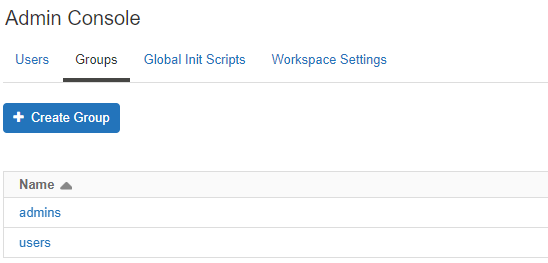 Admin Console
Users Groups Global Init Scripts Workspace Settings
+ Create Group
Name
admins
users